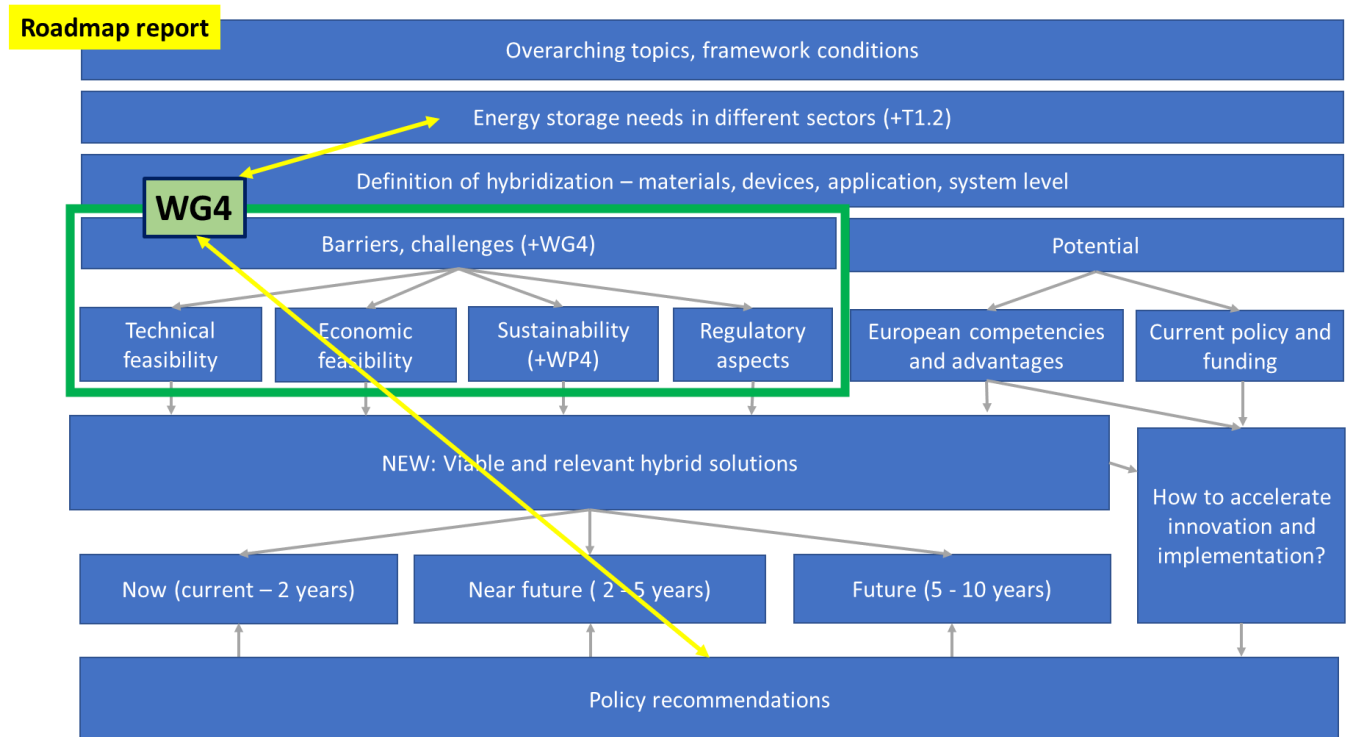 Roadmap report
Overarching topics, framework conditions
Energy storage needs in different sectors (+T1.2)
Definition of hybridization – materials, devices, application, system level
WG4
Barriers, challenges (+WG4)
Potential
Technical
feasibility
Economic
feasibility
Sustainability
(+WP4)
Regulatory
aspects
European competencies
and advantages
Current policy and
funding
NEW: Viable and relevant hybrid solutions
How to accelerate
innovation and
implementation?
Now (current – 2 years)
Near future ( 2 - 5 years)
Future (5 - 10 years)
Policy recommendations